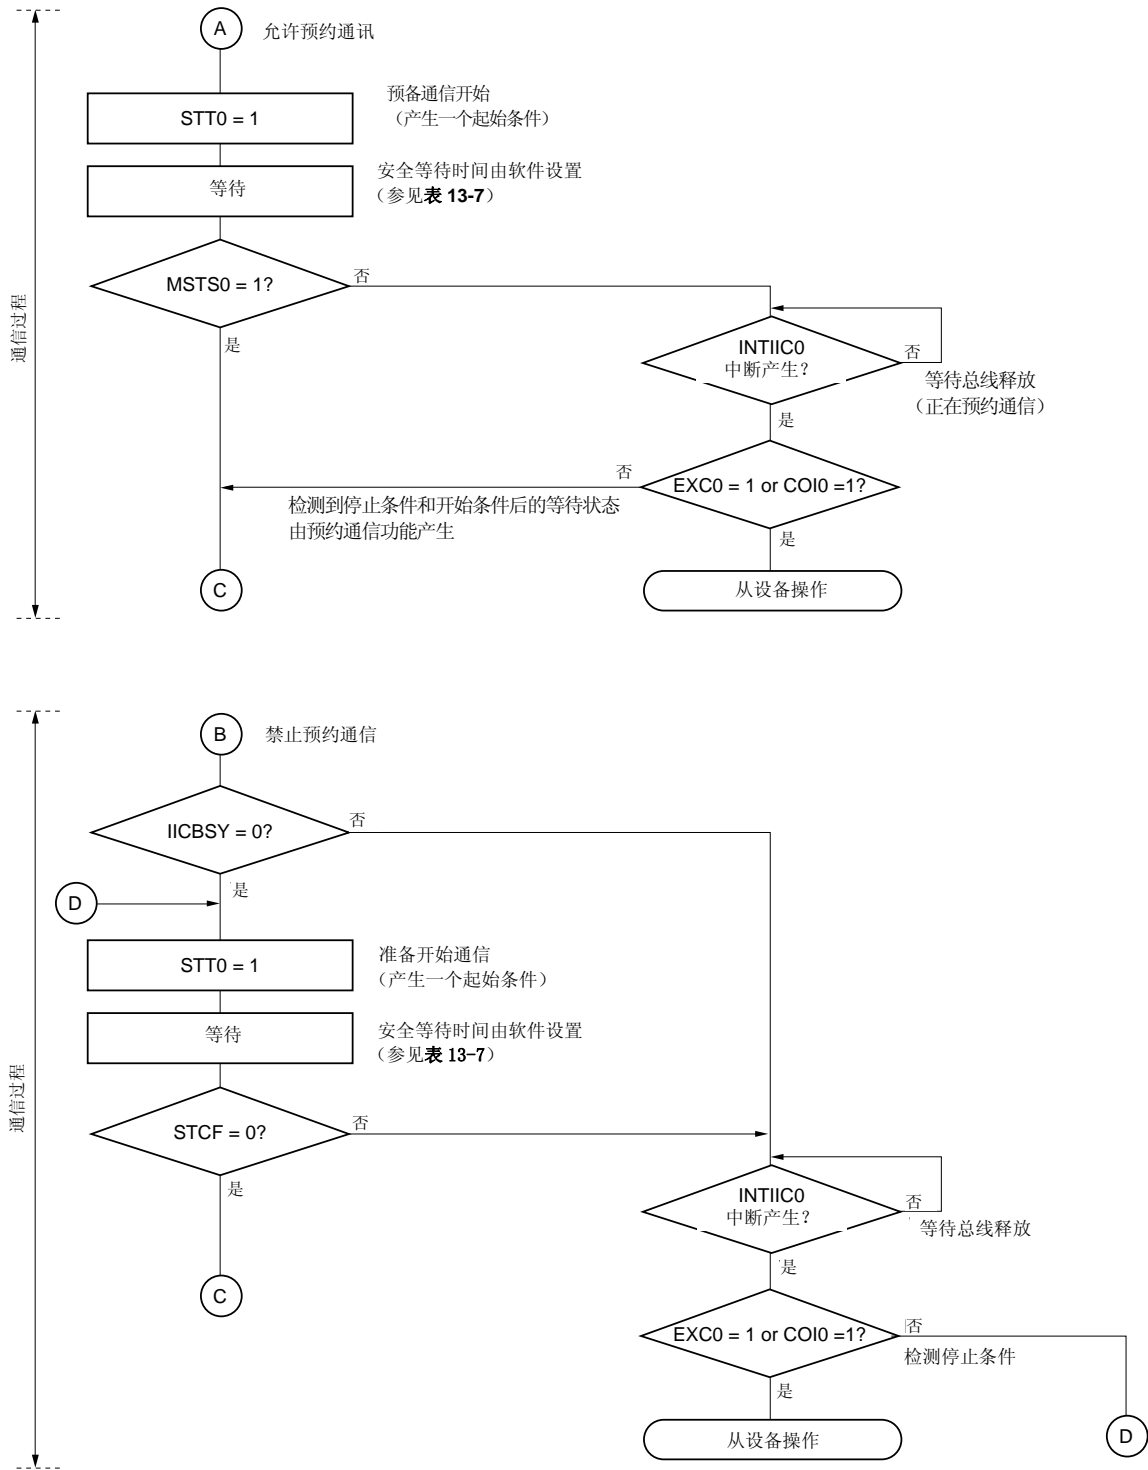 A
允许预约通讯
STT0 = 1
预备通信开始
（产生一个起始条件）
等待
安全等待时间由软件设置
（参见表 13-7）
MSTS0 = 1?
否
是
INTIIC0
中断产生？
否
等待总线释放
（正在预约通信）
是
EXC0 = 1 or COI0 =1?
否
检测到停止条件和开始条件后的等待状态
由预约通信功能产生
是
C
从设备操作
通信过程
B
禁止预约通信
IICBSY = 0?
否
是
D
STT0 = 1
准备开始通信
（产生一个起始条件）
等待
安全等待时间由软件设置
（参见表 13-7）
STCF = 0?
否
是
INTIIC0
中断产生？
否
等待总线释放
是
C
EXC0 = 1 or COI0 =1?
否
检测停止条件
是
从设备操作
D
通信过程